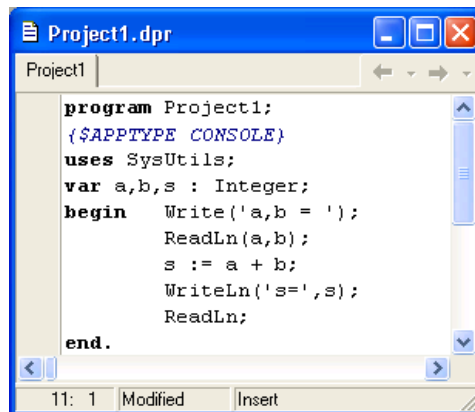 Project1.dpr
Project1
program Project1;
{$APPTYPE CONSOLE}
uses SysUtils;
var a,b,s : Integer;
begin   Write('a,b = ');
        ReadLn(a,b);
        s := a + b;
        WriteLn('s=',s);
        ReadLn;
end.
11: 1 Modified Insert